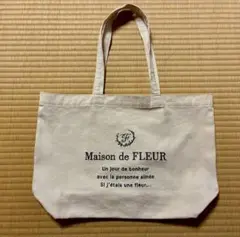 F
Maison de FLEUR
Un jour de bonheur
avec la personne aimée
Si j'étais une fleur...